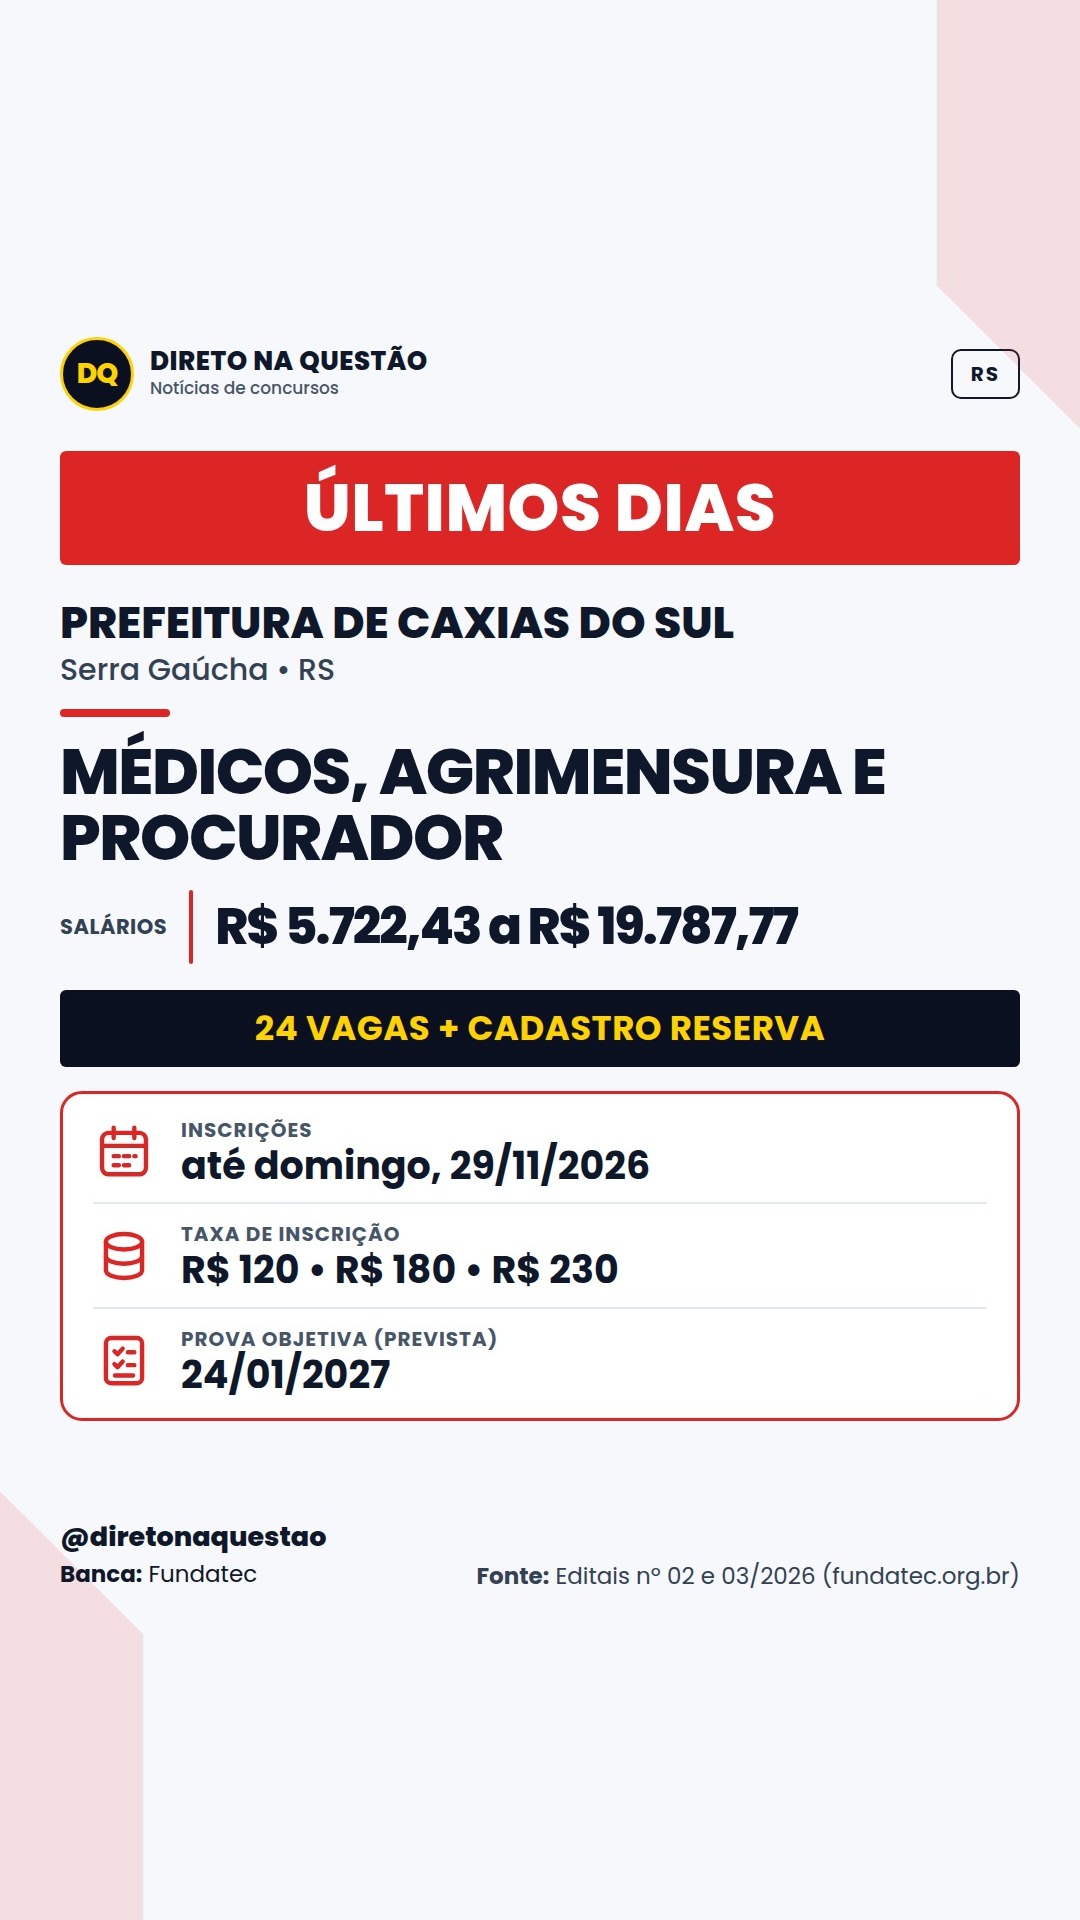 DQ
DIRETO NA QUESTÃO
Notícias de concursos
RS
ÚLTIMOS DIAS
PREFEITURA DE CAXIAS DO SUL
Serra Gaúcha • RS
MÉDICOS, AGRIMENSURA E
PROCURADOR
SALÁRIOS
R$ 5.722,43 a R$ 19.787,77
24 VAGAS + CADASTRO RESERVA
INSCRIÇÕES
até domingo, 29/11/2026
TAXA DE INSCRIÇÃO
R$ 120 • R$ 180 • R$ 230
PROVA OBJETIVA (PREVISTA)
24/01/2027
@diretonaquestao
Banca: Fundatec
Fonte: Editais nº 02 e 03/2026 (fundatec.org.br)